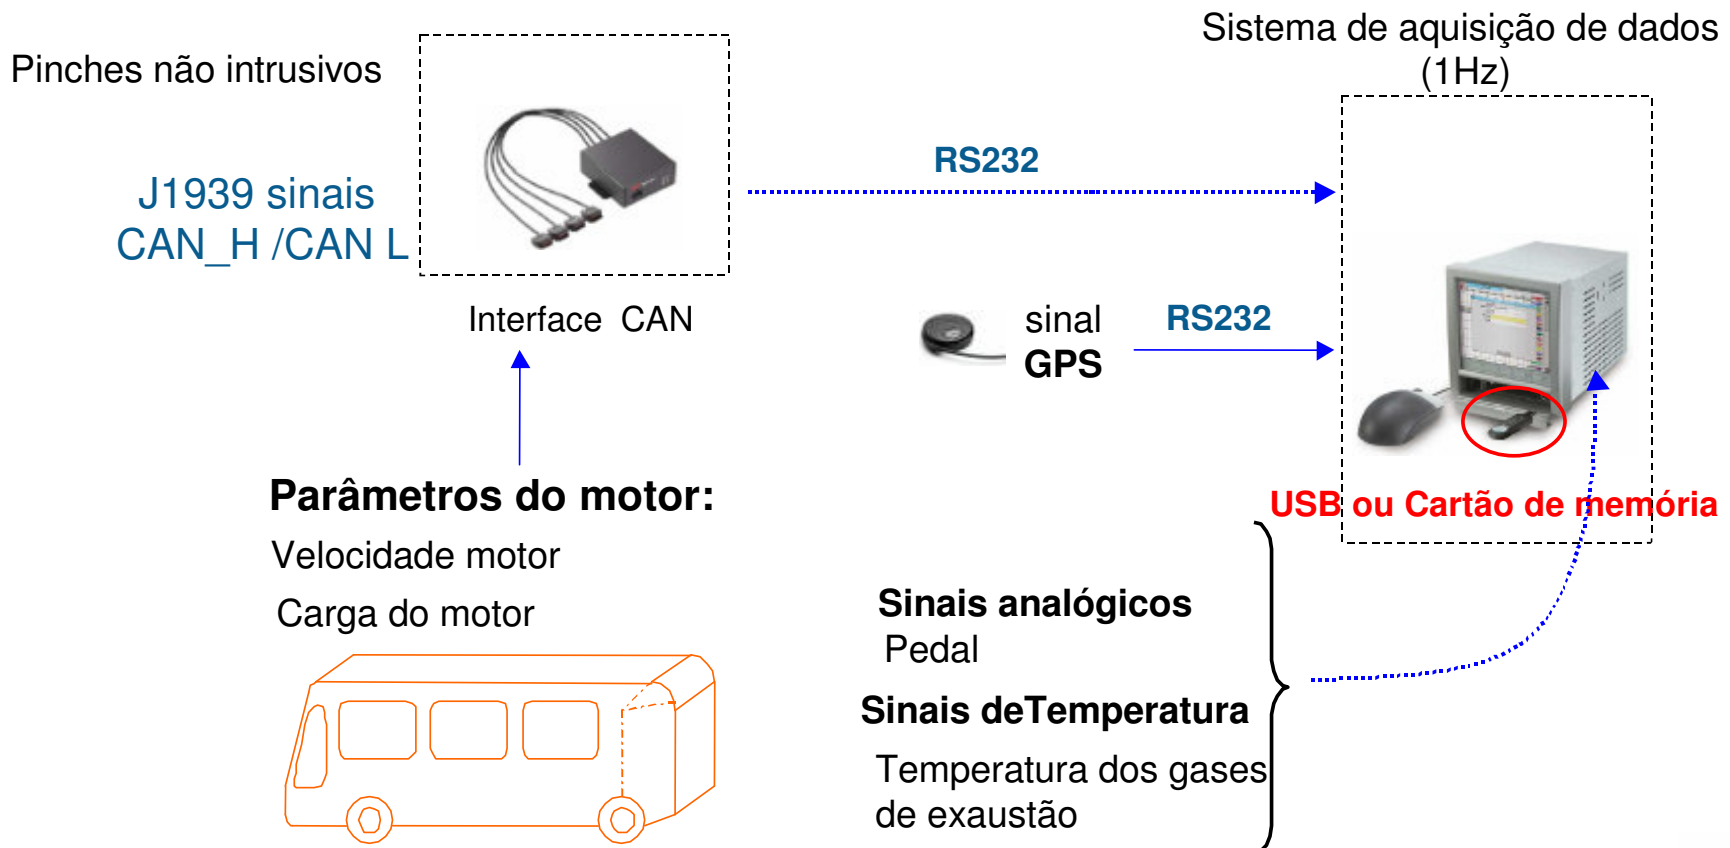 Sistema de aquisição de dados
(1Hz)
Pinches não intrusivos
J1939 sinais
CAN_H /CAN L
RS232
Interface CAN
sinal
GPS
RS232
Parâmetros do motor:
Velocidade motor
Carga do motor
USB ou Cartão de memória
Sinais analógicos
Pedal
Sinais deTemperatura
Temperatura dos gases
de exaustão